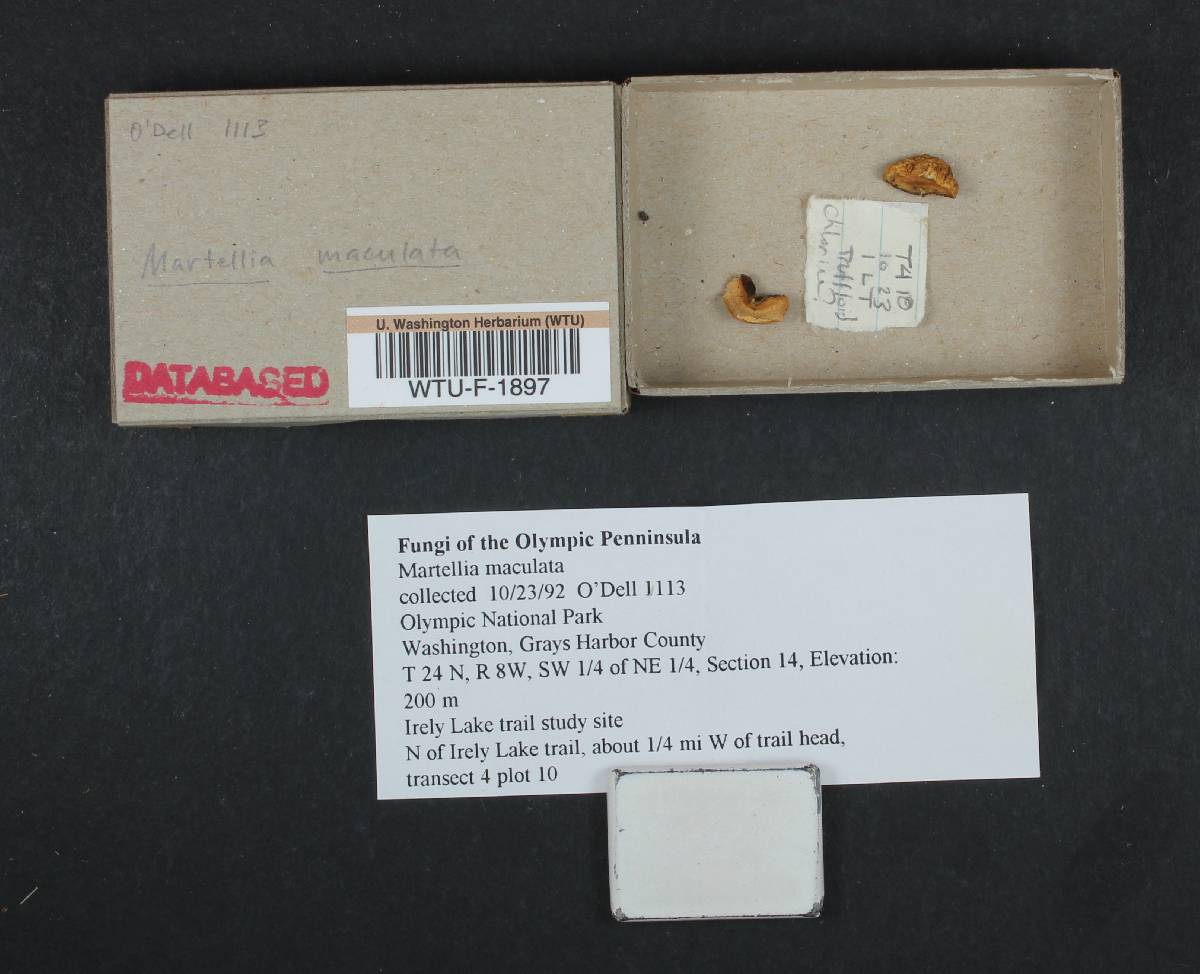 O'Dell 1113
Martellia maculata
DATABASED
U. Washington Herbarium (WTU)
WTU-F-1897
T4 10
10 23
1 LT
Truffloid
Fungi of the Olympic Penninsula
Martellia maculata
collected 10/23/92 O'Dell 1113
Olympic National Park
Washington, Grays Harbor County
T 24 N, R 8W, SW 1/4 of NE 1/4, Section 14, Elevation:
200 m
Irely Lake trail study site
N of Irely Lake trail, about 1/4 mi W of trail head,
transect 4 plot 10